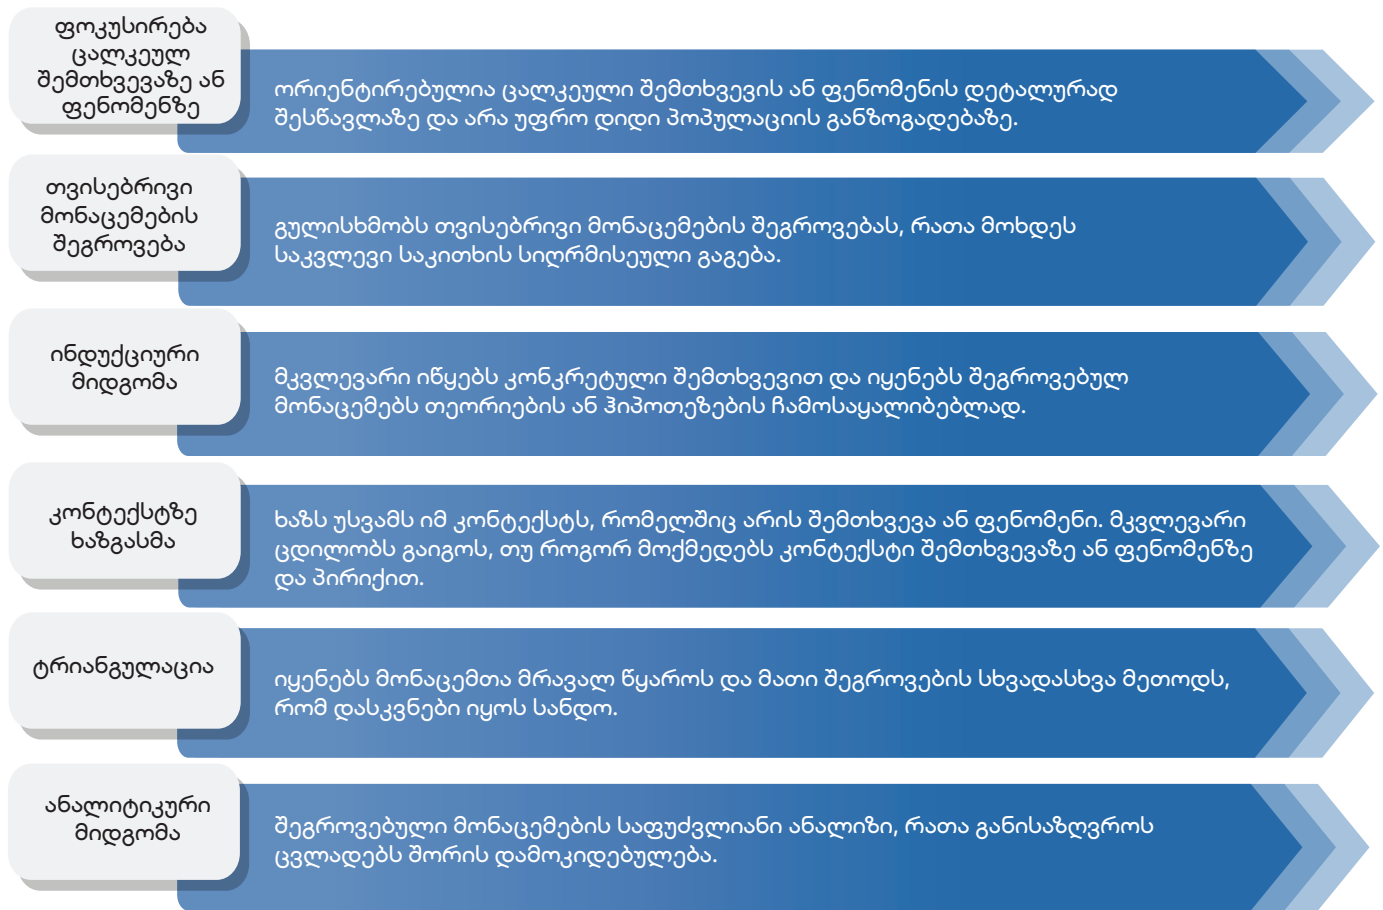 ფოკუსირება
ცალკეულ
შემთხვევაზე ან
ფენომენზე
ორიენტირებულია ცალკეული შემთხვევის ან ფენომენის დეტალურად
შესწავლაზე და არა უფრო დიდი პოპულაციის განზოგადებაზე.
თვისებრივი
მონაცემების
შეგროვება
გულისხმობს თვისებრივი მონაცემების შეგროვებას, რათა მოხდეს
საკვლევი საკითხის სიღრმისეული გაგება.
ინდუქციური
მიდგომა
მკვლევარი იწყებს კონკრეტული შემთხვევით და იყენებს შეგროვებულ
მონაცემებს თეორიების ან ჰიპოთეზების ჩამოსაყალიბებლად.
კონტექსტზე
ხაზგასმა
ხაზს უსვამს იმ კონტექსტს, რომელშიც არის შემთხვევა ან ფენომენი. მკვლევარი
ცდილობს გაიგოს, თუ როგორ მოქმედებს კონტექსტი შემთხვევაზე ან ფენომენზე
და პირიქით.
ტრიანგულაცია
იყენებს მონაცემთა მრავალ წყაროს და მათი შეგროვების სხვადასხვა მეთოდს,
რომ დასკვნები იყოს სანდო.
ანალიტიკური
მიდგომა
შეგროვებული მონაცემების საფუძვლიანი ანალიზი, რათა განისაზღვროს
ცვლადებს შორის დამოკიდებულება.